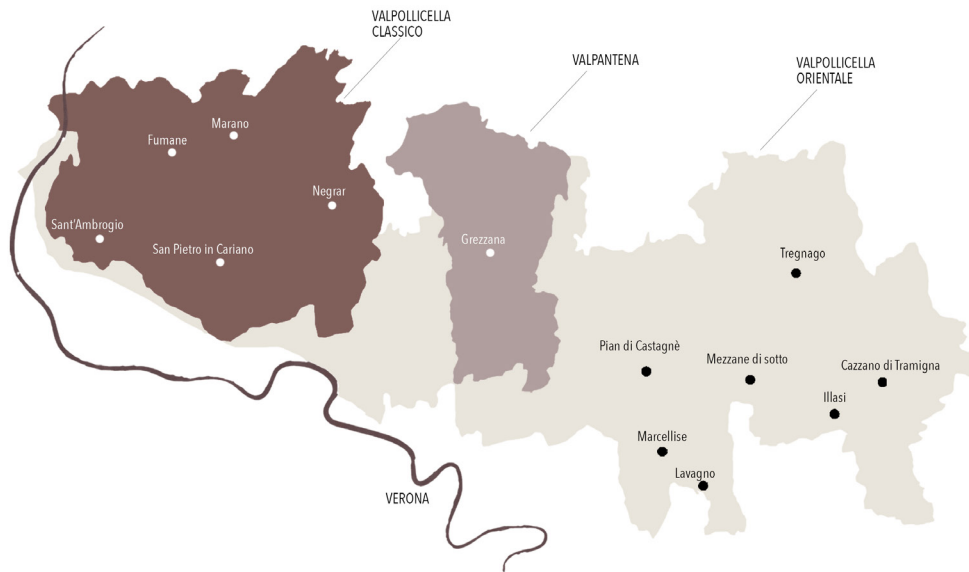 VALPOLLICELLA
CLASSICO
VALPANTENA
VALPOLLICELLA
ORIENTALE
Marano
Fumane
Negrar
Sant'Ambrogio
San Pietro in Cariano
Grezzana
Tregnago
Pian di Castagnè
Mezzane di sotto
Cazzano di Tramigna
Illasi
Marcellise
Lavagno
VERONA